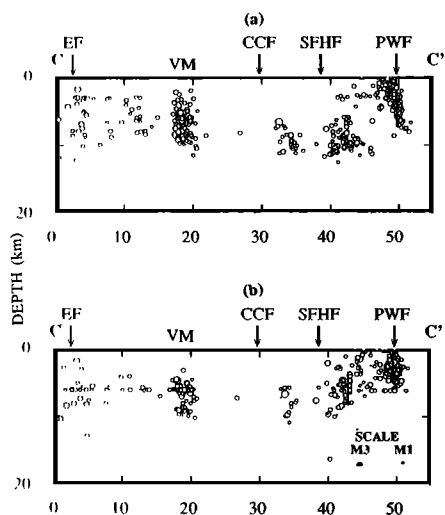 (a)
EF CCF SFHF PWF
C VM C'
0
20
0 10 20 30 40 50
DEPTH (km)
(b)
EF CCF SFHF PWF
C VM C'
0
SCALE
M3 M1
20
0 10 20 30 40 50